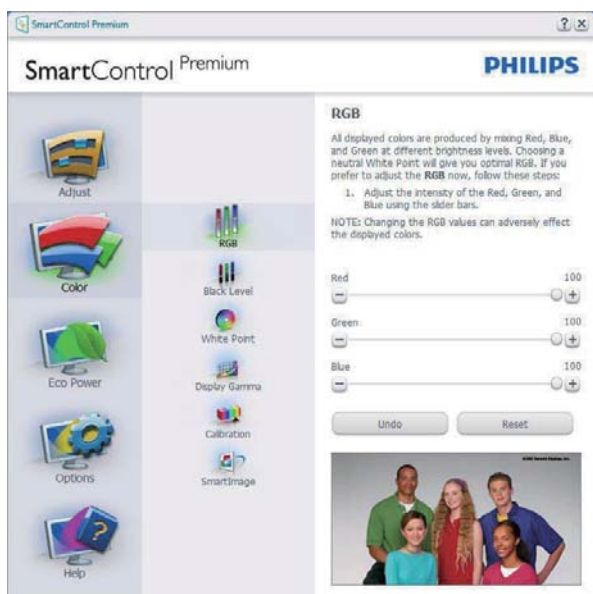 SmartControl Premium
SmartControl Premium
PHILIPS
Adjust
Color
Eco Power
Options
Help
RGB
Black Level
White Point
Display Gamma
Calibration
SmartImage
RGB
All displayed colors are produced by mixing Red, Blue,
and Green at different brightness levels. Choosing a
neutral White Point will give you optimal RGB. If you
prefer to adjust the RGB now, follow these steps:
1. Adjust the intensity of the Red, Green, and
Blue using the slider bars.
NOTE: Changing the RGB values can adversely effect
the displayed colors.
Red 100
Green 100
Blue 100
Undo Reset